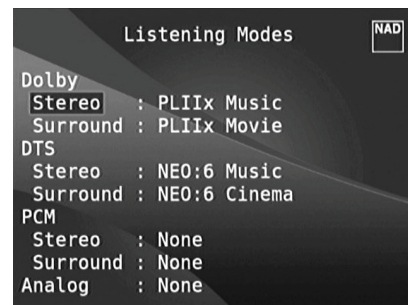 Listening Modes
NAD
Dolby
Stereo : PLIIx Music
Surround : PLIIx Movie
DTS
Stereo : NEO:6 Music
Surround : NEO:6 Cinema
PCM
Stereo : None
Surround : None
Analog : None